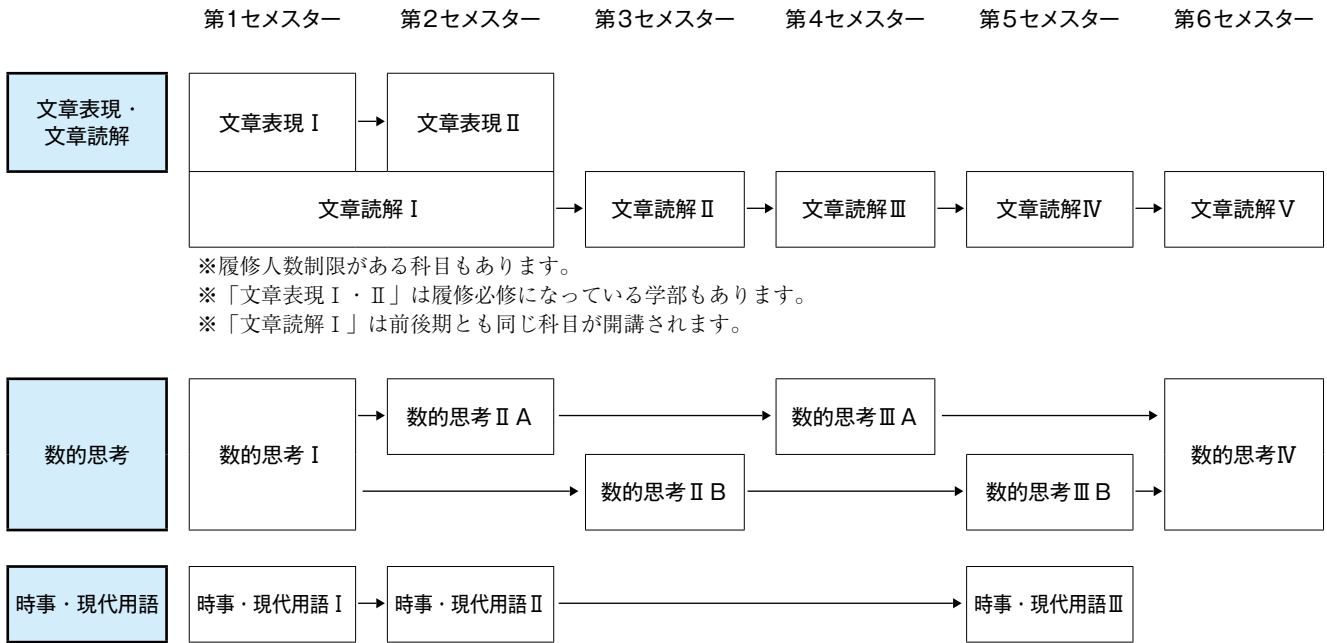 第1セメスター 第2セメスター 第3セメスター 第4セメスター 第5セメスター 第6セメスター
文章表現・
文章読解
文章表現Ⅰ
文章表現Ⅱ
文章読解Ⅰ
文章読解Ⅱ
文章読解Ⅲ
文章読解Ⅳ
文章読解Ⅴ
※履修人数制限がある科目もあります。
※「文章表現Ⅰ・Ⅱ」は履修必修になっている学部もあります。
※「文章読解Ⅰ」は前後期とも同じ科目が開講されます。
数的思考
数的思考Ⅰ
数的思考ⅡA
数的思考ⅢA
数的思考ⅡB
数的思考ⅢB
数的思考Ⅳ
時事・現代用語
時事・現代用語Ⅰ
時事・現代用語Ⅱ
時事・現代用語Ⅲ